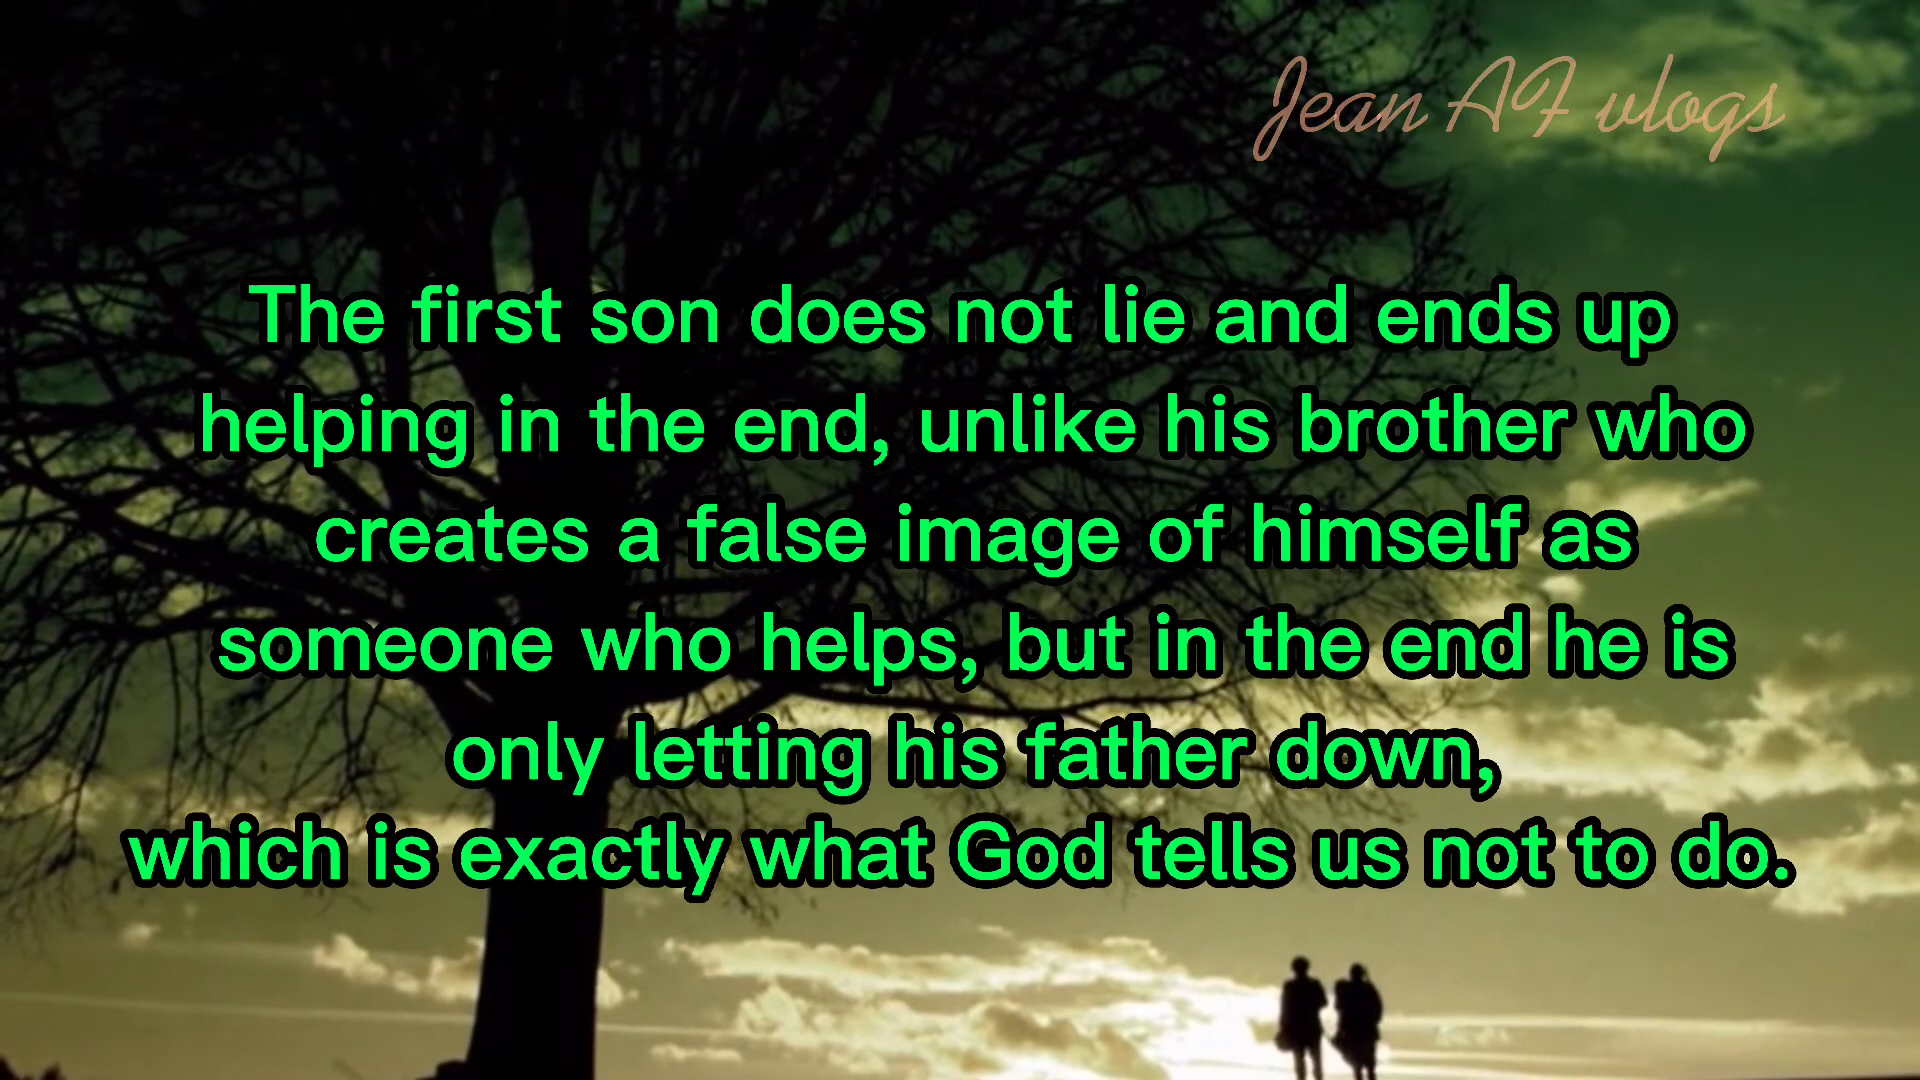 Jean AF vlogs
The first son does not lie and ends up
helping in the end, unlike his brother who
creates a false image of himself as
someone who helps, but in the end he is
only letting his father down,
which is exactly what God tells us not to do.